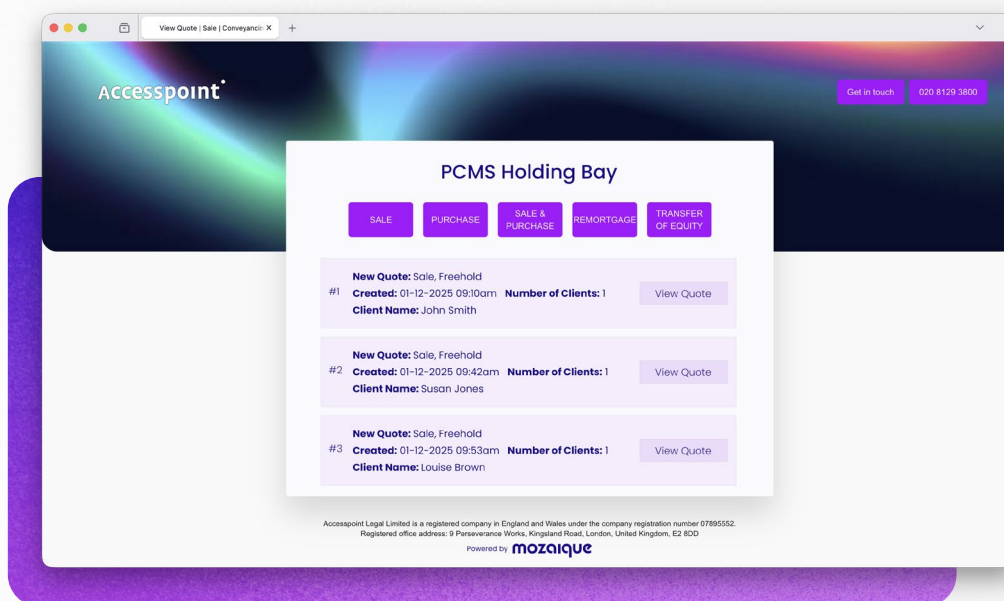 View Quote | Sale | Conveyancin
Accesspoint
Get in touch
020 8129 3800
PCMS Holding Bay
SALE
PURCHASE
SALE &
PURCHASE
REMORTGAGE
TRANSFER
OF EQUITY
New Quote: Sale, Freehold
#1 Created: 01-12-2025 09:10am Number of Clients: 1
Client Name: John Smith
View Quote
New Quote: Sale, Freehold
#2 Created: 01-12-2025 09:42am Number of Clients: 1
Client Name: Susan Jones
View Quote
New Quote: Sale, Freehold
#3 Created: 01-12-2025 09:53am Number of Clients: 1
Client Name: Louise Brown
View Quote
Accesspoint Legal Limited is a registered company in England and Wales under the company registration number 07895552.
Registered office address: 9 Perseverance Works, Kingsland Road, London, United Kingdom, E2 8DD
Powered by mozaique